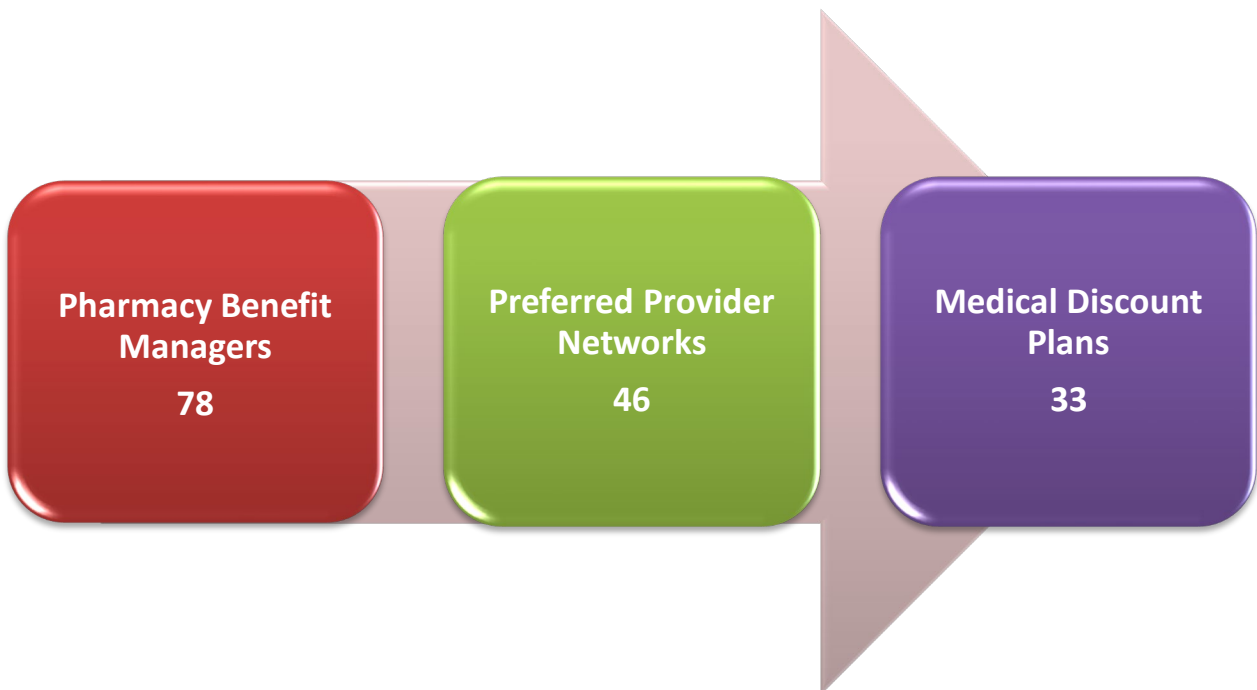 Pharmacy Benefit
Managers
78
Preferred Provider
Networks
46
Medical Discount
Plans
33